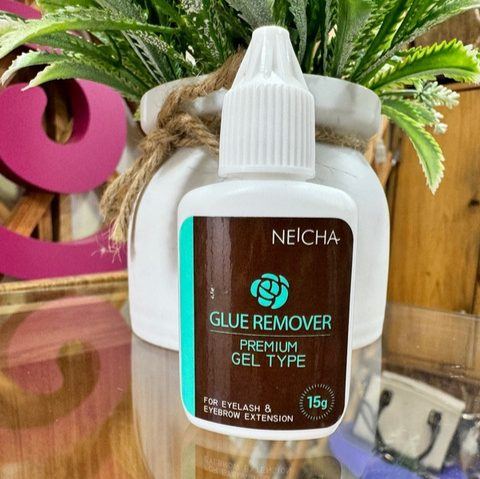 NEICHA
GLUE REMOVER
PREMIUM
GEL TYPE
FOR EYELASH &
EYEBROW EXTENSION
15g